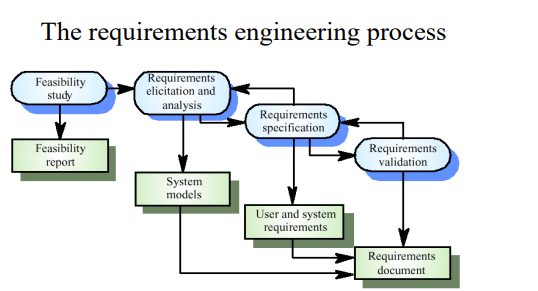 The requirements engineering process
Feasibility
study
Requirements
elicitation and
analysis
Requirements
specification
Requirements
validation
Feasibility
report
System
models
User and system
requirements
Requirements
document